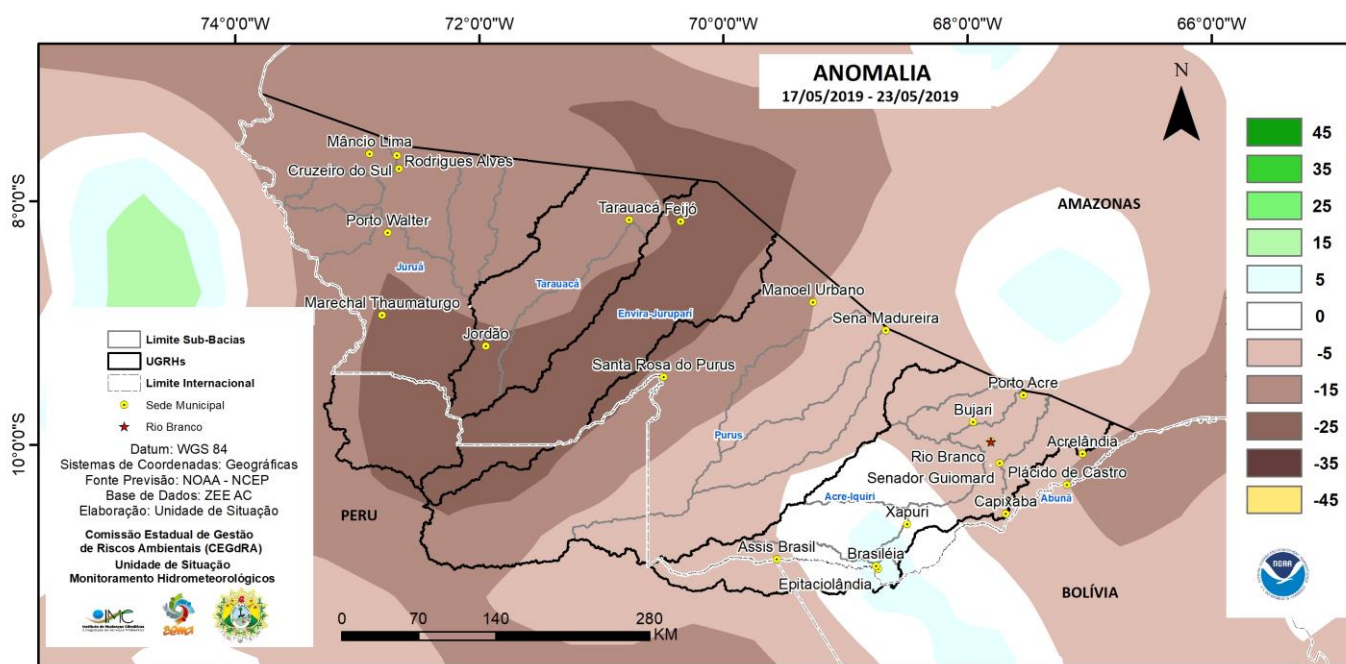 74°0'0"W
72°0'0"W
70°0'0"W
68°0'0"W
66°0'0"W
ANOMALIA
17/05/2019 - 23/05/2019
N
8°0'0"S
10°0'0"S
45
35
25
15
5
0
-5
-15
-25
-35
-45
AMAZONAS
PERU
BOLÍVIA
Mâncio Lima
Rodrigues Alves
Cruzeiro do Sul
Porto Walter
Juruá
Marechal Thaumaturgo
Tarauacá
Feijó
Tarauacá
Envira-Juruparí
Jordão
Santa Rosa do Purus
Manoel Urbano
Sena Madureira
Purus
Porto Acre
Bujari
Rio Branco
Acrelândia
Senador Guiomard
Plácido de Castro
Abunã
Acre-Iquiri
Xapuri
Capixaba
Assis Brasil
Brasiléia
Epitaciolândia
Limite Sub-Bacias
UGRHs
Limite Internacional
Sede Municipal
Rio Branco
Datum: WGS 84
Sistemas de Coordenadas: Geográficas
Fonte Previsão: NOAA - NCEP
Base de Dados: ZEE AC
Elaboração: Unidade de Situação
Comissão Estadual de Gestão
de Riscos Ambientais (CEGdRA)
Unidade de Situação
Monitoramento Hidrometeorológicos
IMC
sema
0 70 140 280
KM
NOAA